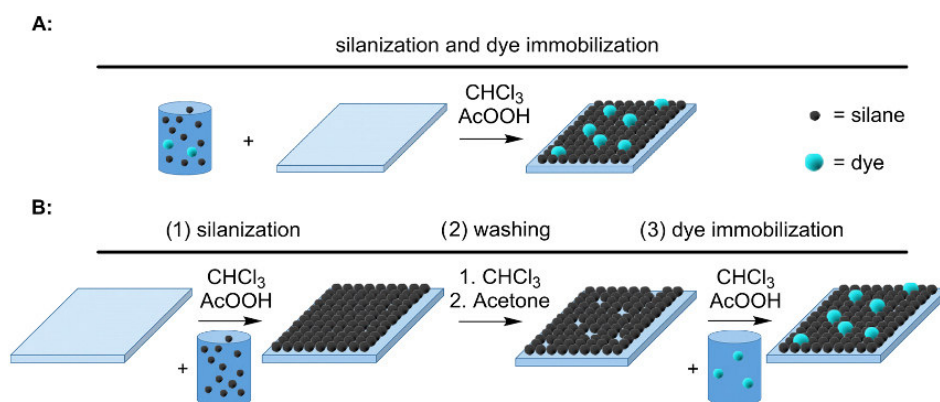 A:
silanization and dye immobilization
CHCl₃
AcOOH
+
= silane
= dye
B:
(1) silanization
(2) washing
(3) dye immobilization
CHCl₃
AcOOH
+
1. CHCl₃
2. Acetone
CHCl₃
AcOOH
+